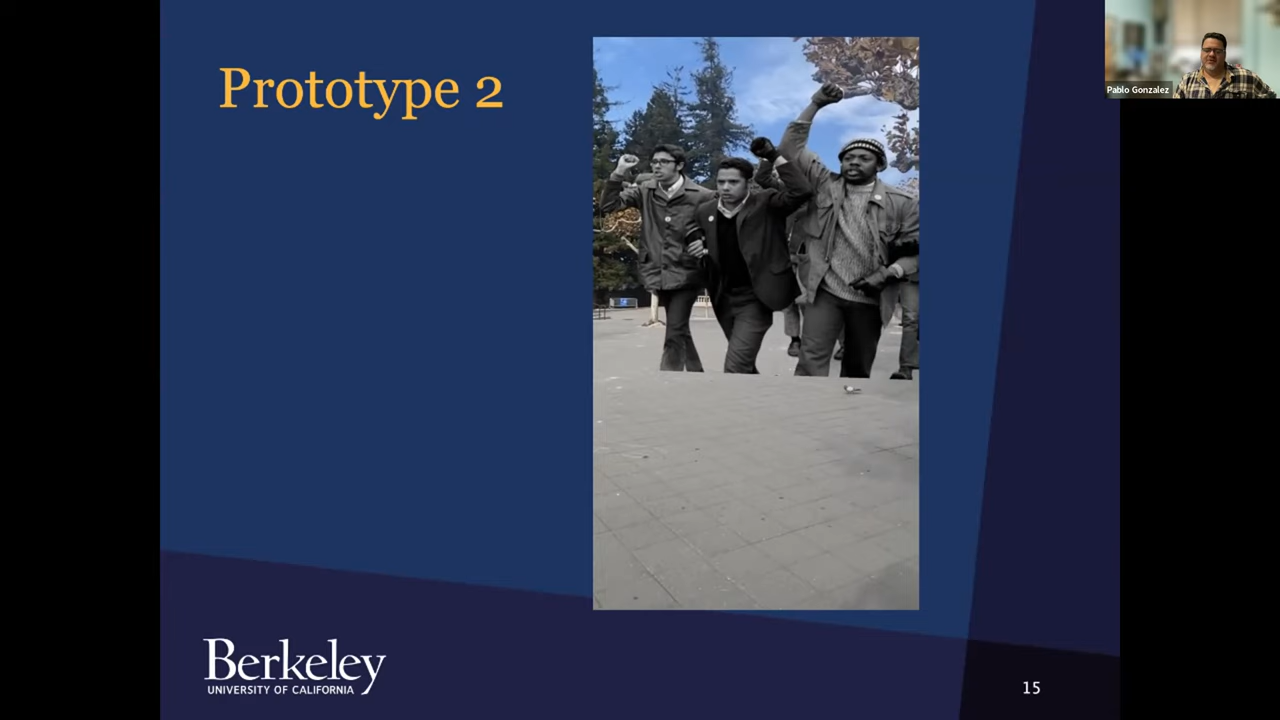 Prototype 2
Pablo Gonzalez
Berkeley
UNIVERSITY OF CALIFORNIA
15